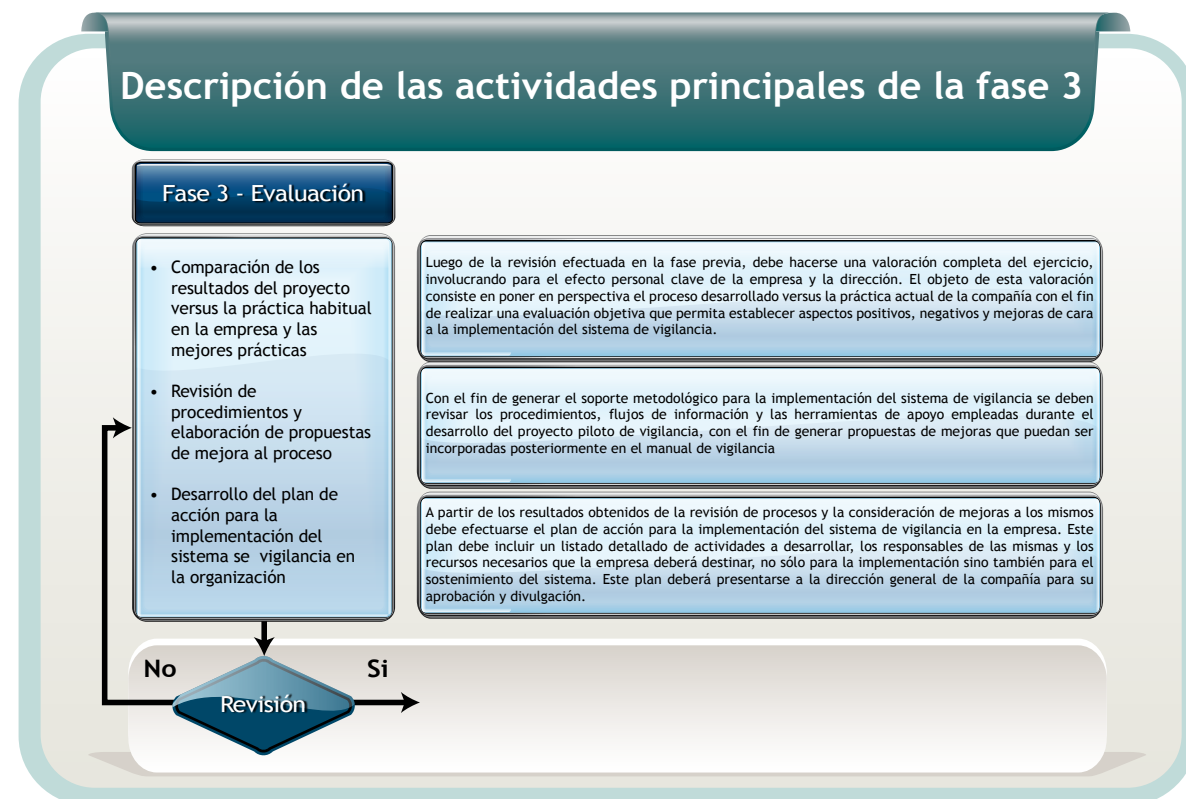 Descripción de las actividades principales de la fase 3
Fase 3 - Evaluación
• Comparación de los
resultados del proyecto
versus la práctica habitual
en la empresa y las
mejores prácticas
• Revisión de
procedimientos y
elaboración de propuestas
de mejora al proceso
• Desarrollo del plan de
acción para la
implementación del
sistema se vigilancia en
la organización
Luego de la revisión efectuada en la fase previa, debe hacerse una valoración completa del ejercicio,
involucrando para el efecto personal clave de la empresa y la dirección. El objeto de esta valoración
consiste en poner en perspectiva el proceso desarrollado versus la práctica actual de la compañía con el fin
de realizar una evaluación objetiva que permita establecer aspectos positivos, negativos y mejoras de cara
a la implementación del sistema de vigilancia.
Con el fin de generar el soporte metodológico para la implementación del sistema de vigilancia se deben
revisar los procedimientos, flujos de información y las herramientas de apoyo empleadas durante el
desarrollo del proyecto piloto de vigilancia, con el fin de generar propuestas de mejoras que puedan ser
incorporadas posteriormente en el manual de vigilancia
A partir de los resultados obtenidos de la revisión de procesos y la consideración de mejoras a los mismos
debe efectuarse el plan de acción para la implementación del sistema de vigilancia en la empresa. Este
plan debe incluir un listado detallado de actividades a desarrollar, los responsables de las mismas y los
recursos necesarios que la empresa deberá destinar, no sólo para la implementación sino también para el
sostenimiento del sistema. Este plan deberá presentarse a la dirección general de la compañía para su
aprobación y divulgación.
No
Si
Revisión